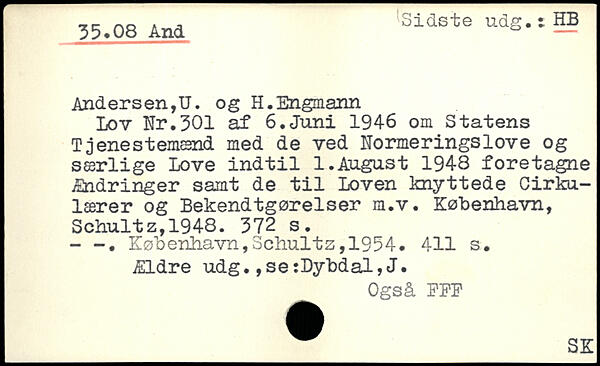 35.08 And
Sidste udg.: HB
Andersen,U. og H.Engmann
Lov Nr.301 af 6.Juni 1946 om Statens
Tjenestemænd med de ved Normeringslove og
særlige Love indtil 1.August 1948 foretagne
Ændringer samt de til Loven knyttede Cirku-
lærer og Bekendtgørelser m.v. København,
Schultz,1948. 372 s.
- -. København,Schultz,1954. 411 s.
Ældre udg.,se:Dybdal,J.
Også FFF
SK